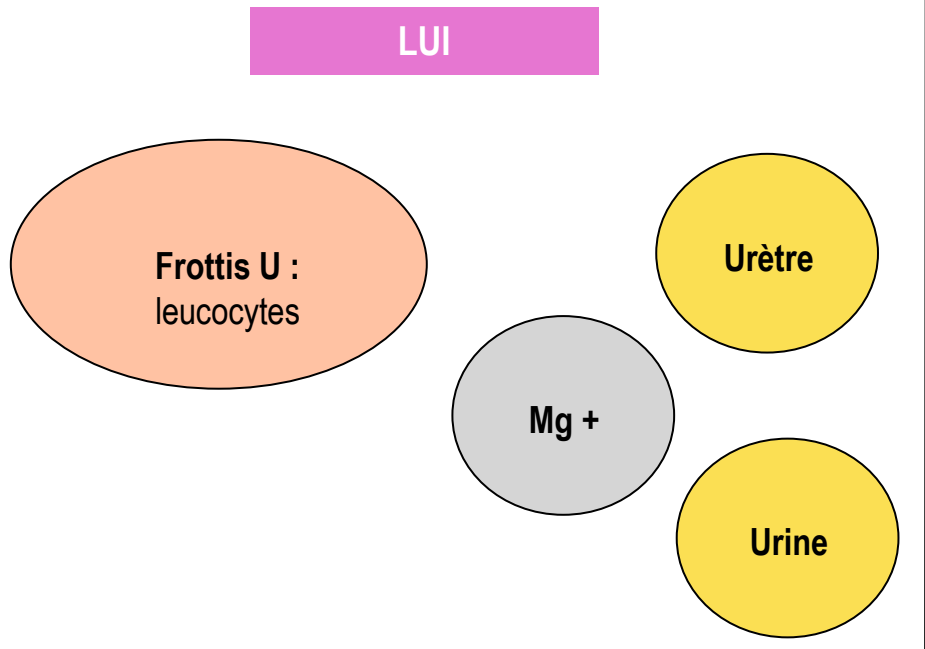 LUI
Frottis U :
leucocytes
Urètre
Mg +
Urine